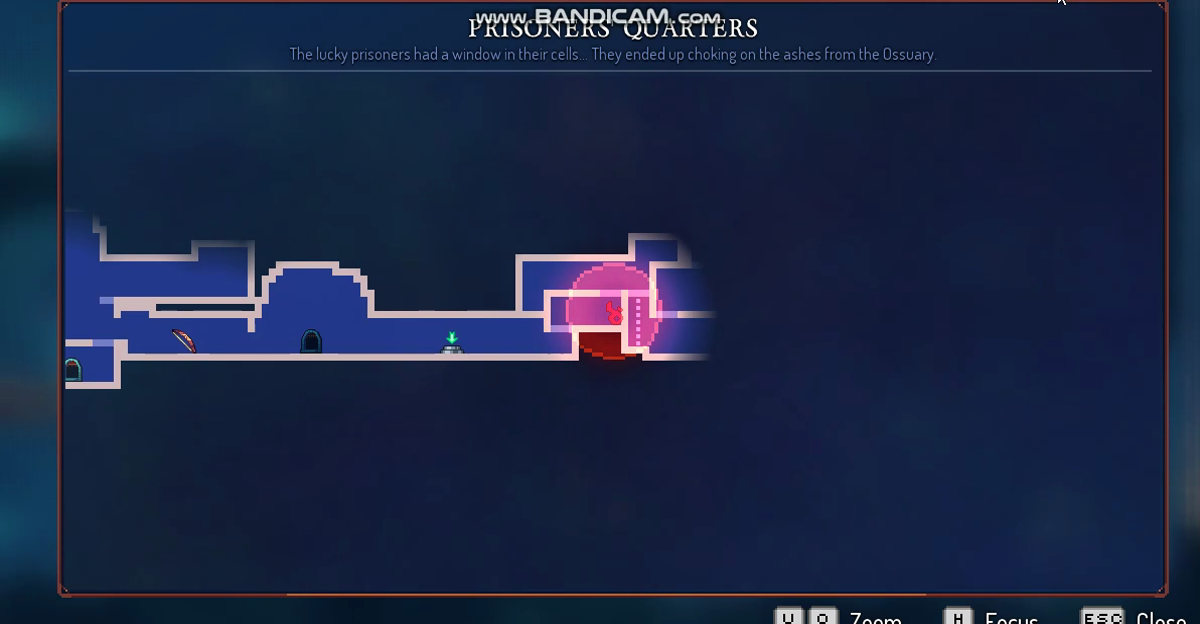 www.BANDICAM.com
PRISONERS' QUARTERS
The lucky prisoners had a window in their cells... They ended up choking on the ashes from the Ossuary.
Zoom H Focus ESC Close